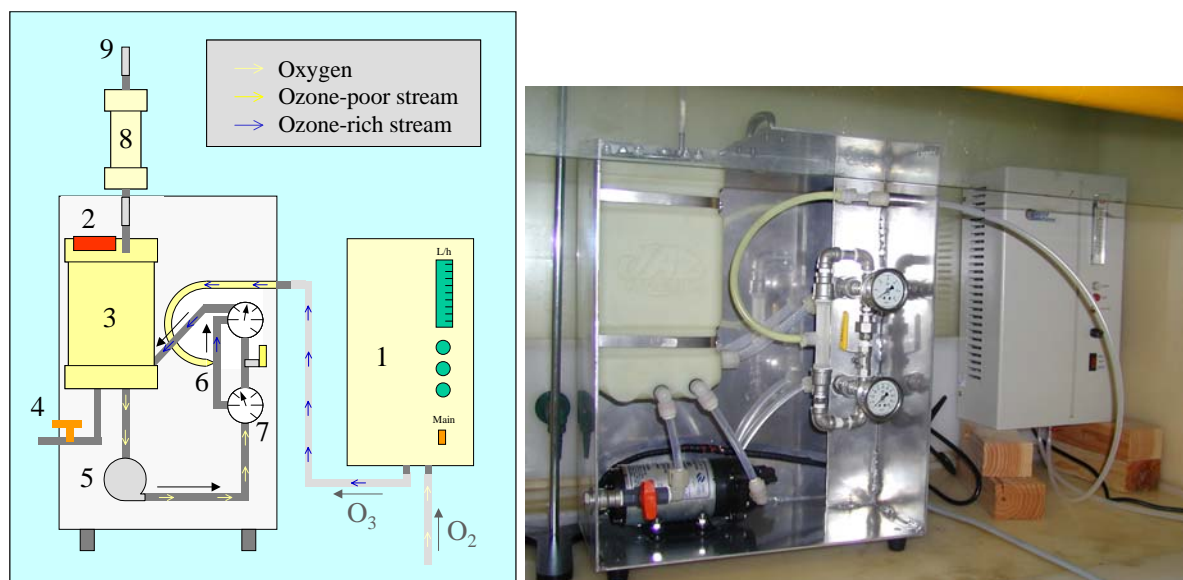 9
Oxygen
Ozone-poor stream
Ozone-rich stream
8
2
L/h
3
1
6
4
7
Main
5
O3
O2